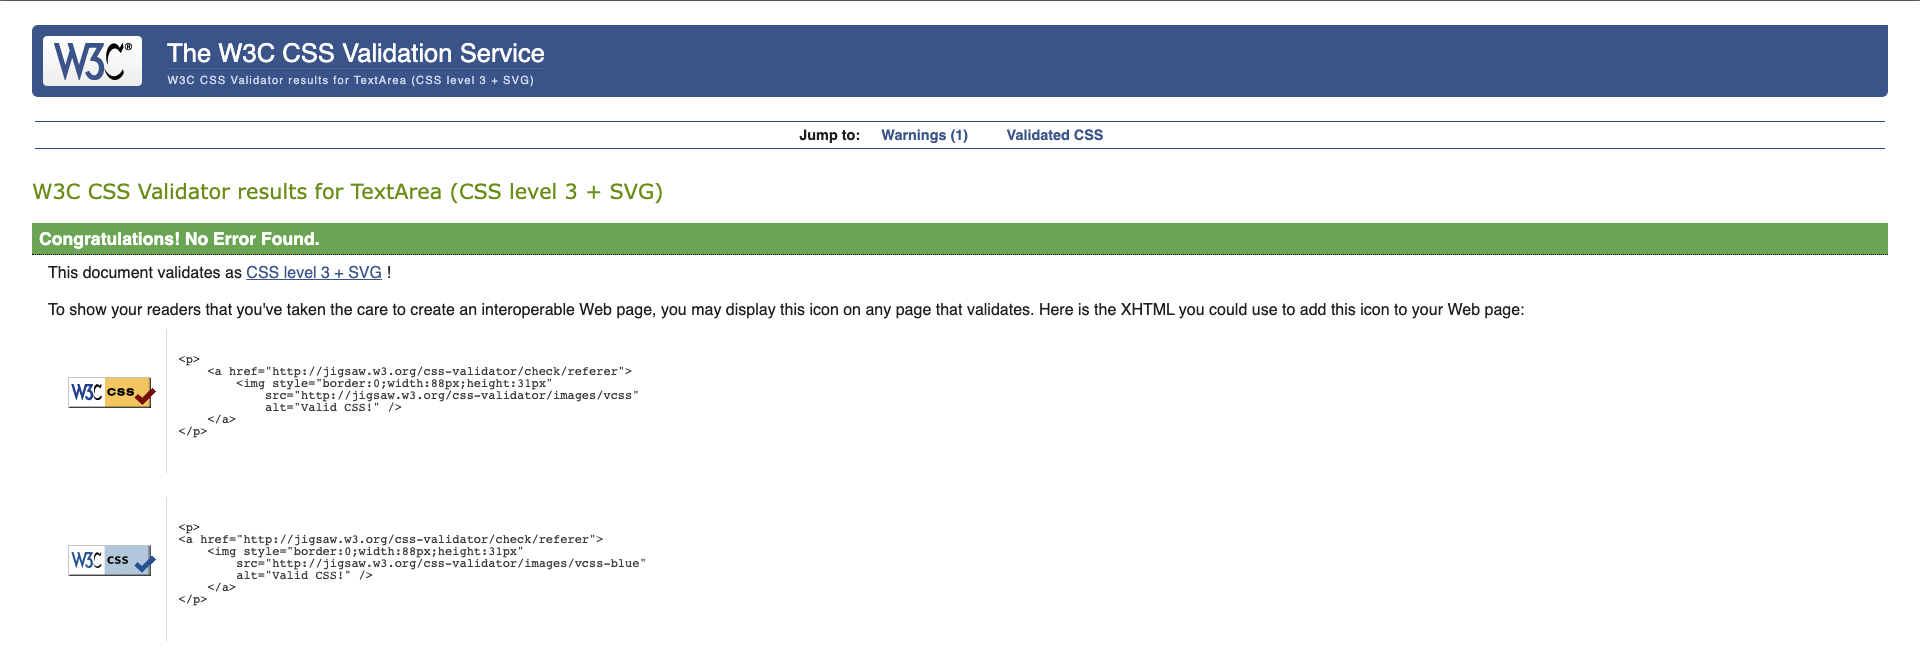 W3C®
The W3C CSS Validation Service
W3C CSS Validator results for TextArea (CSS level 3 + SVG)
Jump to: Warnings (1) Validated CSS
W3C CSS Validator results for TextArea (CSS level 3 + SVG)
Congratulations! No Error Found.
This document validates as CSS level 3 + SVG !
To show your readers that you've taken the care to create an interoperable Web page, you may display this icon on any page that validates. Here is the XHTML you could use to add this icon to your Web page:
W3C css
<p>
    <a href="http://jigsaw.w3.org/css-validator/check/referer">
        <img style="border:0;width:88px;height:31px"
            src="http://jigsaw.w3.org/css-validator/images/vcss"
            alt="Valid CSS!" />
    </a>
</p>
W3C css
<p>
<a href="http://jigsaw.w3.org/css-validator/check/referer">
    <img style="border:0;width:88px;height:31px"
        src="http://jigsaw.w3.org/css-validator/images/vcss-blue"
        alt="Valid CSS!" />
    </a>
</p>